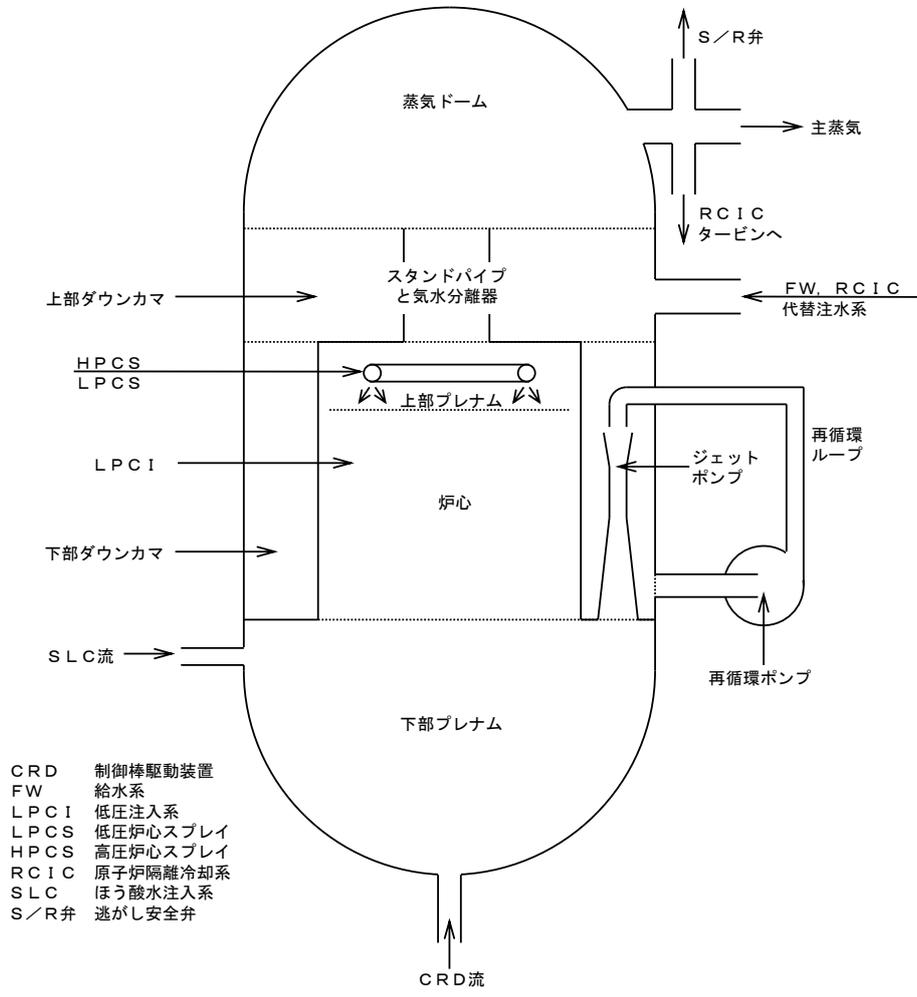 S/R弁
蒸気ドーム
主蒸気
RCIC
タービンへ
スタンドパイプ
と気水分離器
上部ダウンカマ
FW, RCIC
代替注水系
HPCS
LPCS
上部プレナム
再循環
ループ
LPCI
ジェット
ポンプ
炉心
下部ダウンカマ
SLC流
再循環ポンプ
下部プレナム
CRD 制御棒駆動装置
FW 給水系
LPCI 低圧注入系
LPCS 低圧炉心スプレイ
HPCS 高圧炉心スプレイ
RCIC 原子炉隔離冷却系
SLC ほう酸水注入系
S/R弁 逃がし安全弁
CRD流